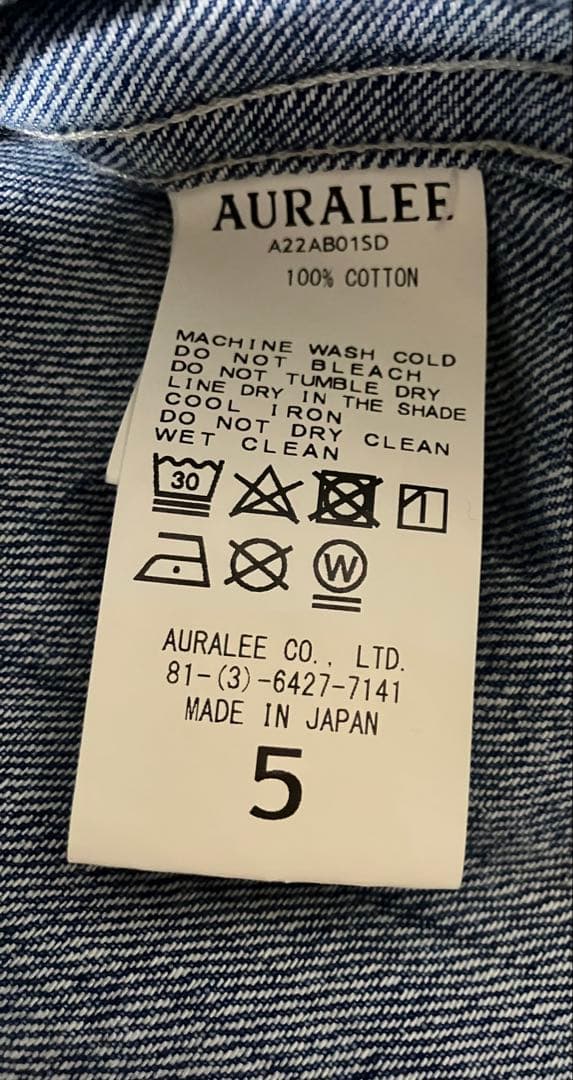 AURALEE
A22AB01SD
100% COTTON
MACHINE WASH COLD
DO NOT BLEACH
DO NOT TUMBLE DRY
LINE DRY IN THE SHADE
COOL IRON
DO NOT DRY CLEAN
WET CLEAN
30
W
AURALEE CO., LTD.
81-(3)-6427-7141
MADE IN JAPAN
5